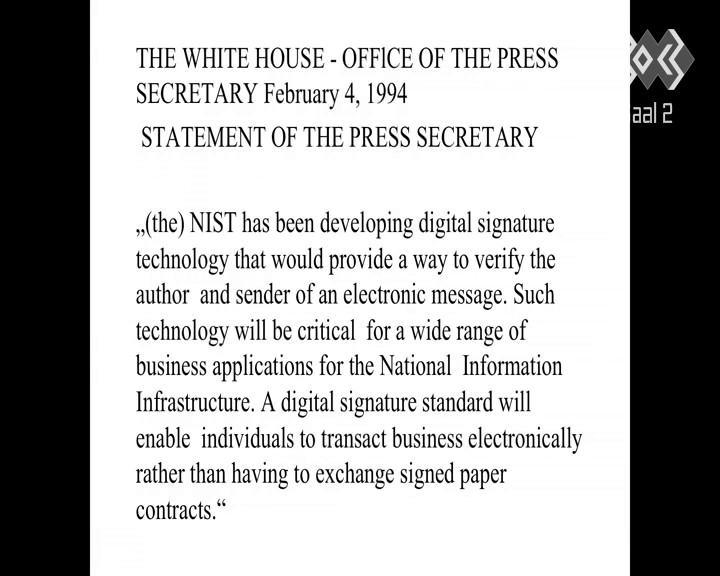 THE WHITE HOUSE - OFFlCE OF THE PRESS
SECRETARY February 4, 1994
STATEMENT OF THE PRESS SECRETARY
„(the) NIST has been developing digital signature
technology that would provide a way to verify the
author and sender of an electronic message. Such
technology will be critical for a wide range of
business applications for the National Information
Infrastructure. A digital signature standard will
enable individuals to transact business electronically
rather than having to exchange signed paper
contracts.“
aal 2